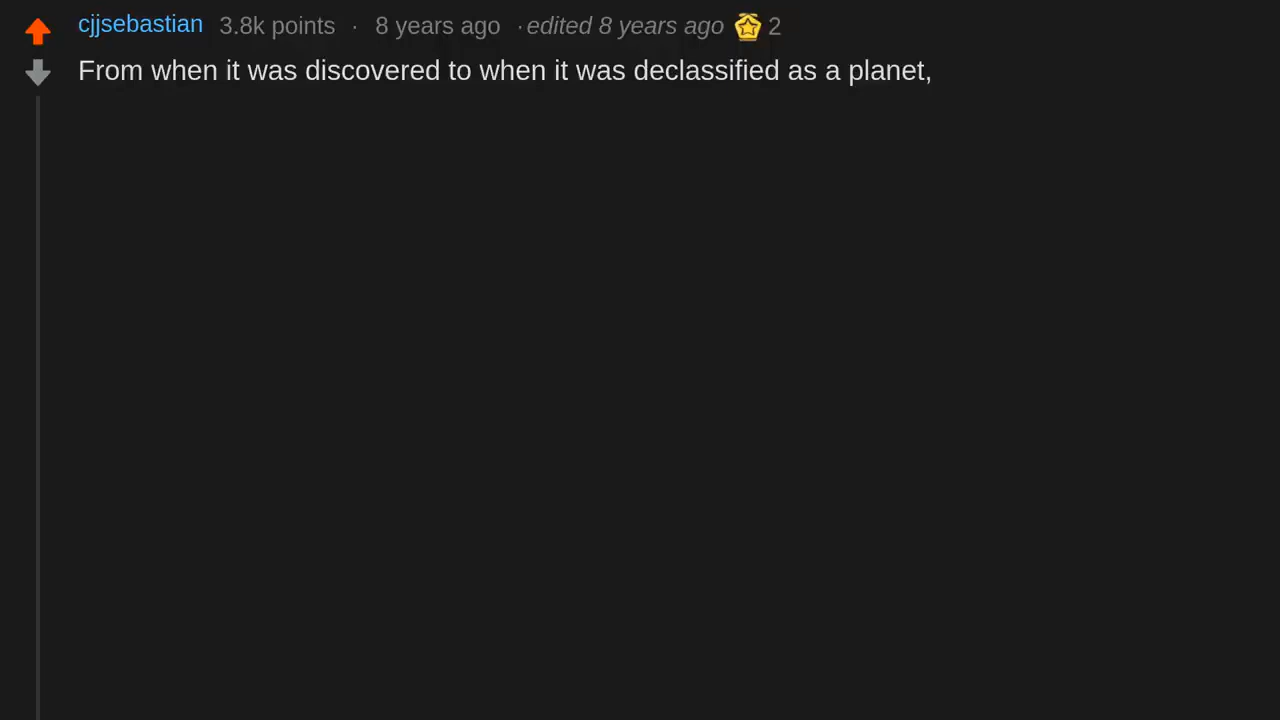 cjjsebastian 3.8k points · 8 years ago · edited 8 years ago 2
From when it was discovered to when it was declassified as a planet,